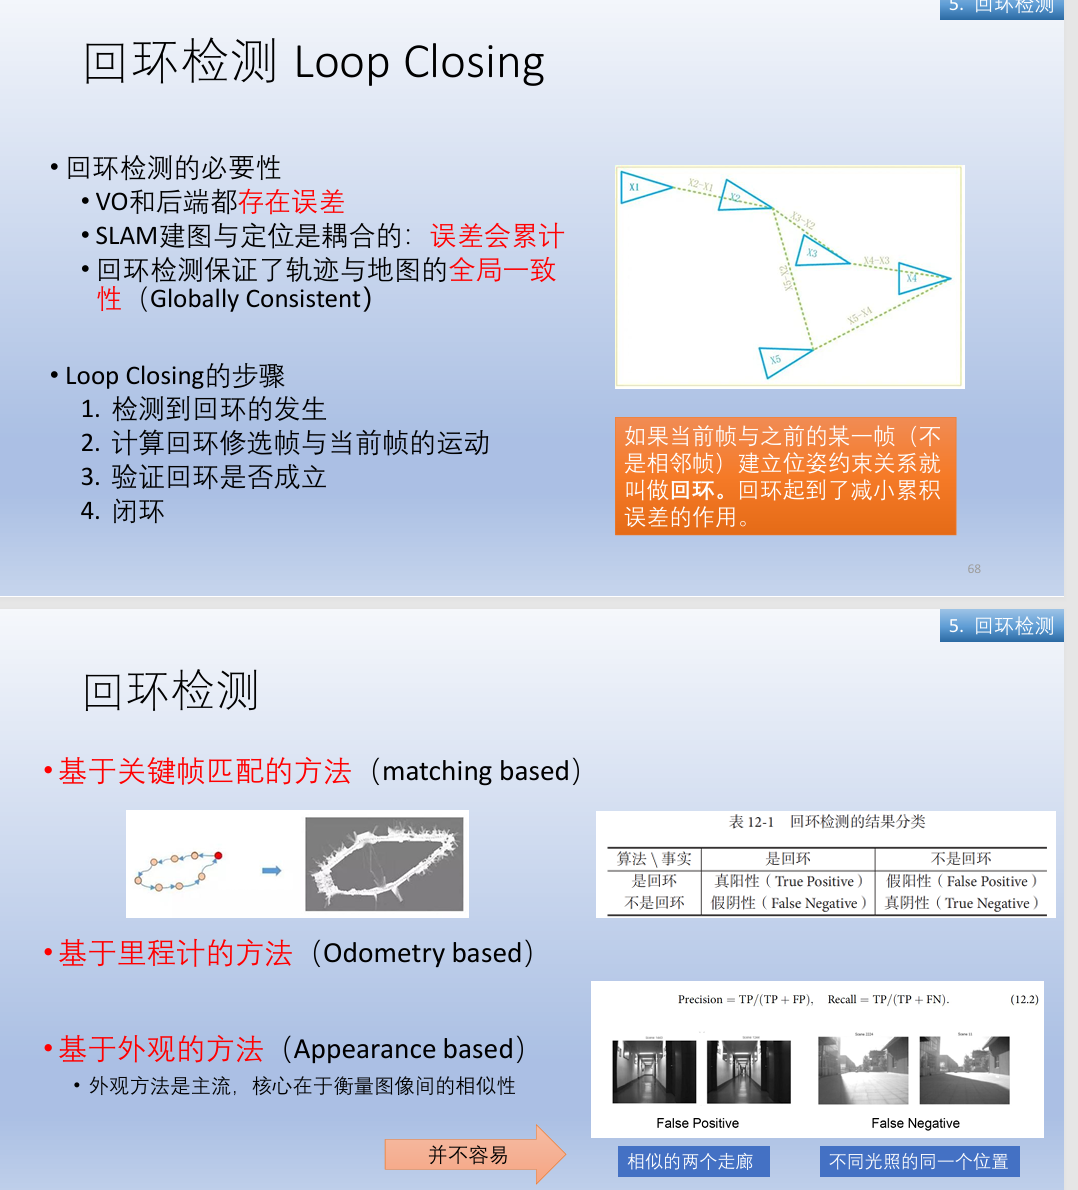 5. 回环检测
回环检测 Loop Closing
• 回环检测的必要性
• VO和后端都存在误差
• SLAM建图与定位是耦合的：误差会累计
• 回环检测保证了轨迹与地图的全局一致
性（Globally Consistent）
• Loop Closing的步骤
1. 检测到回环的发生
2. 计算回环修选帧与当前帧的运动
3. 验证回环是否成立
4. 闭环
X1
X2-X1
X2
X3-X2
X3
X4-X3
X4
X5-X2
X5-X4
X5
如果当前帧与之前的某一帧（不
是相邻帧）建立位姿约束关系就
叫做回环。回环起到了减小累积
误差的作用。
68
5. 回环检测
回环检测
• 基于关键帧匹配的方法（matching based）
表 12-1 回环检测的结果分类
算法 \ 事实 是回环 不是回环
是回环 真阳性（True Positive） 假阳性（False Positive）
不是回环 假阴性（False Negative） 真阴性（True Negative）
• 基于里程计的方法（Odometry based）
• 基于外观的方法（Appearance based）
• 外观方法是主流，核心在于衡量图像间的相似性
并不容易
Precision = TP/(TP + FP), Recall = TP/(TP + FN). (12.2)
False Positive False Negative
相似的两个走廊 不同光照的同一个位置